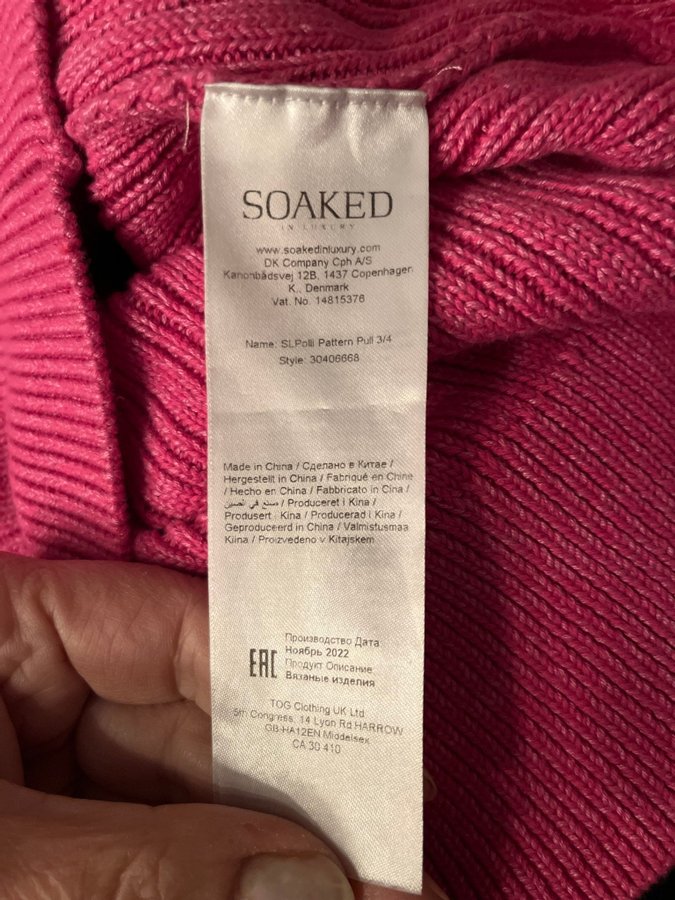 SOAKED
IN LUXURY
www.soakedinluxury.com
DK Company Cph A/S
Kanonbådsvej 12B, 1437 Copenhagen
K., Denmark
Vat. No. 14815376
Name: SLPolli Pattern Pull 3/4
Style: 30406668
Made in China / Сделано в Китае /
Hergestellt in China / Fabriqué en Chine
/ Hecho en China / Fabbricato in Cina /
صنع في الصين / Produceret i Kina /
Produsert i Kina / Producerad i Kina /
Geproduceerd in China / Valmistusmaa
Kiina / Proizvedeno v Kitajskem
Производство Дата
Ноябрь 2022
EAC
Продукт Описание
Вязаные изделия
TOG Clothing UK Ltd
5th Congress, 14 Lyon Rd HARROW
GB-HA12EN Middelsex
CA 30 410